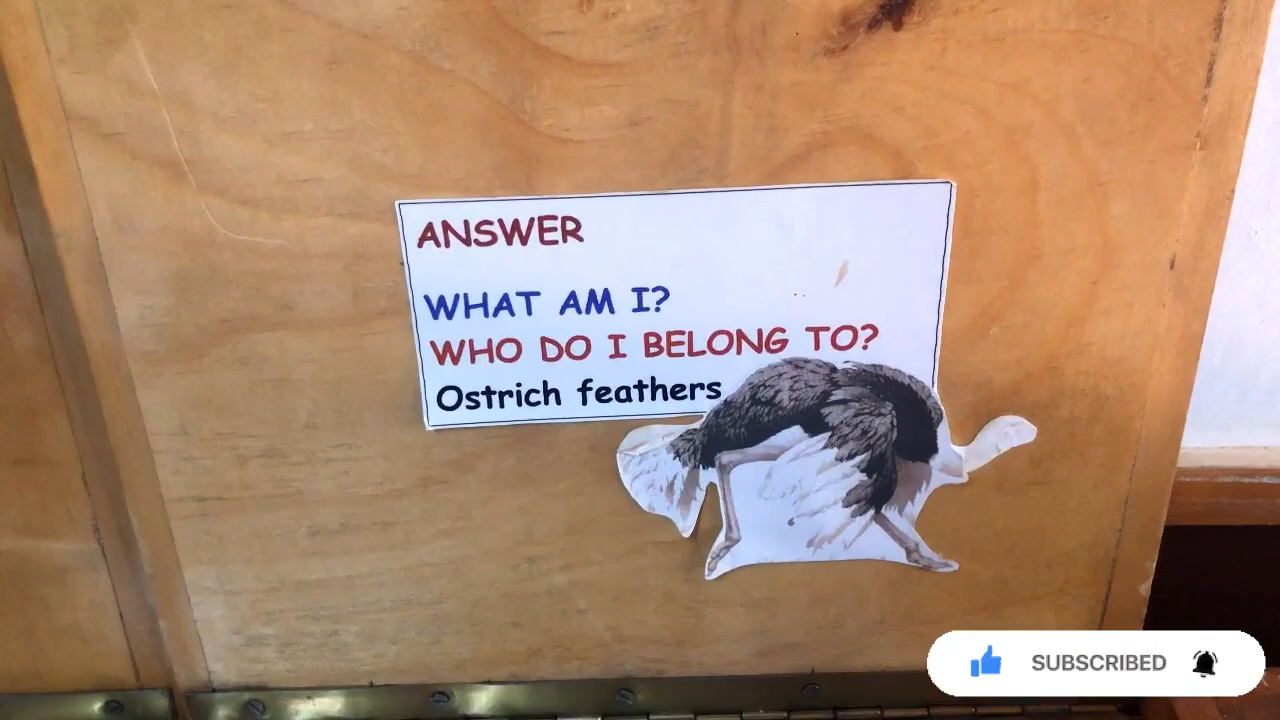 ANSWER
WHAT AM I?
WHO DO I BELONG TO?
Ostrich feathers
SUBSCRIBED